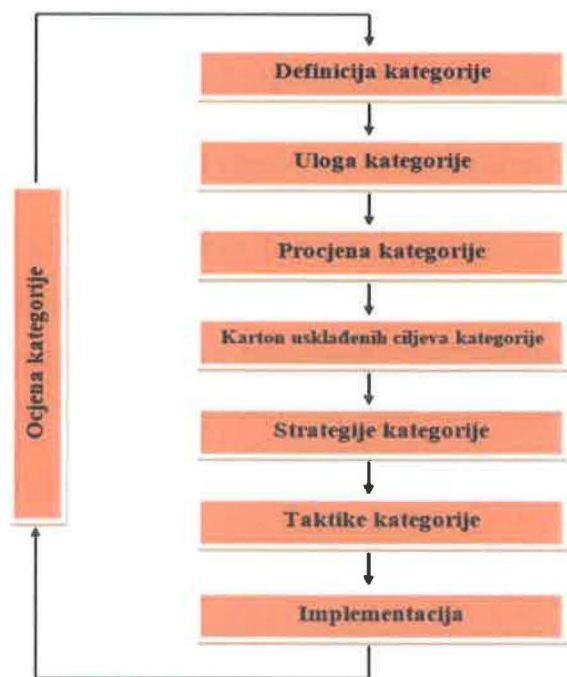 Definicija kategorije
Uloga kategorije
Procjena kategorije
Karton usklađenih ciljeva kategorije
Strategije kategorije
Taktike kategorije
Implementacija
Ocjena kategorije